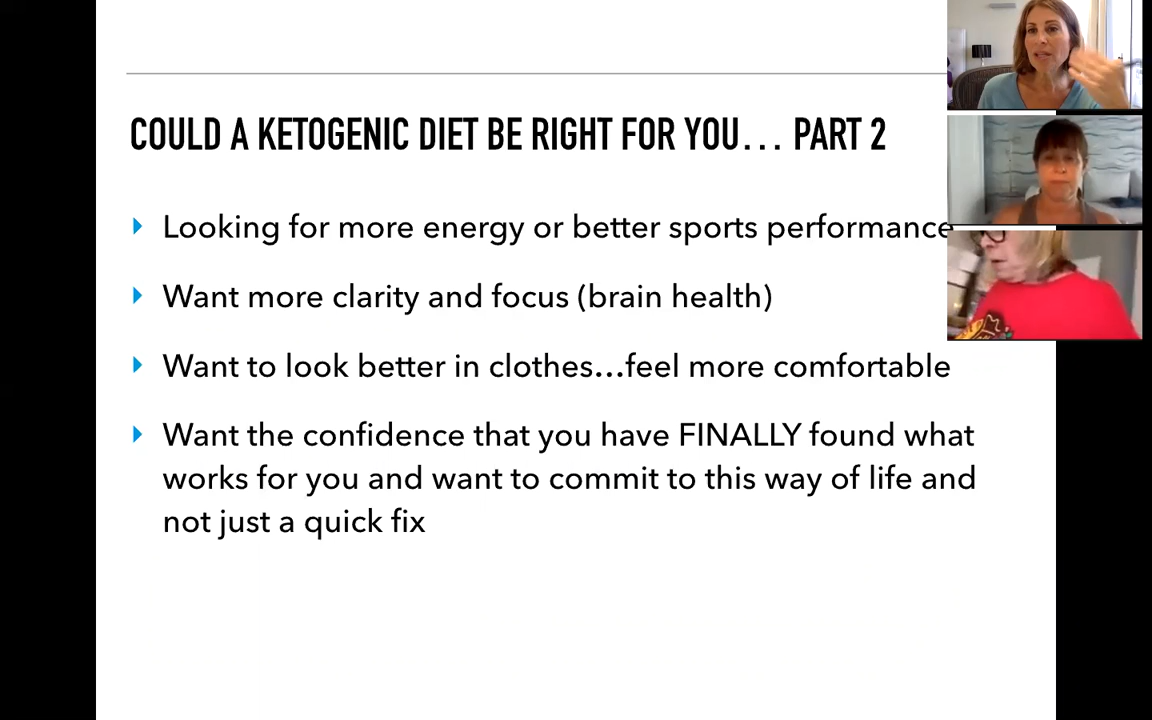 COULD A KETOGENIC DIET BE RIGHT FOR YOU... PART 2
Looking for more energy or better sports performance
Want more clarity and focus (brain health)
Want to look better in clothes...feel more comfortable
Want the confidence that you have FINALLY found what
works for you and want to commit to this way of life and
not just a quick fix